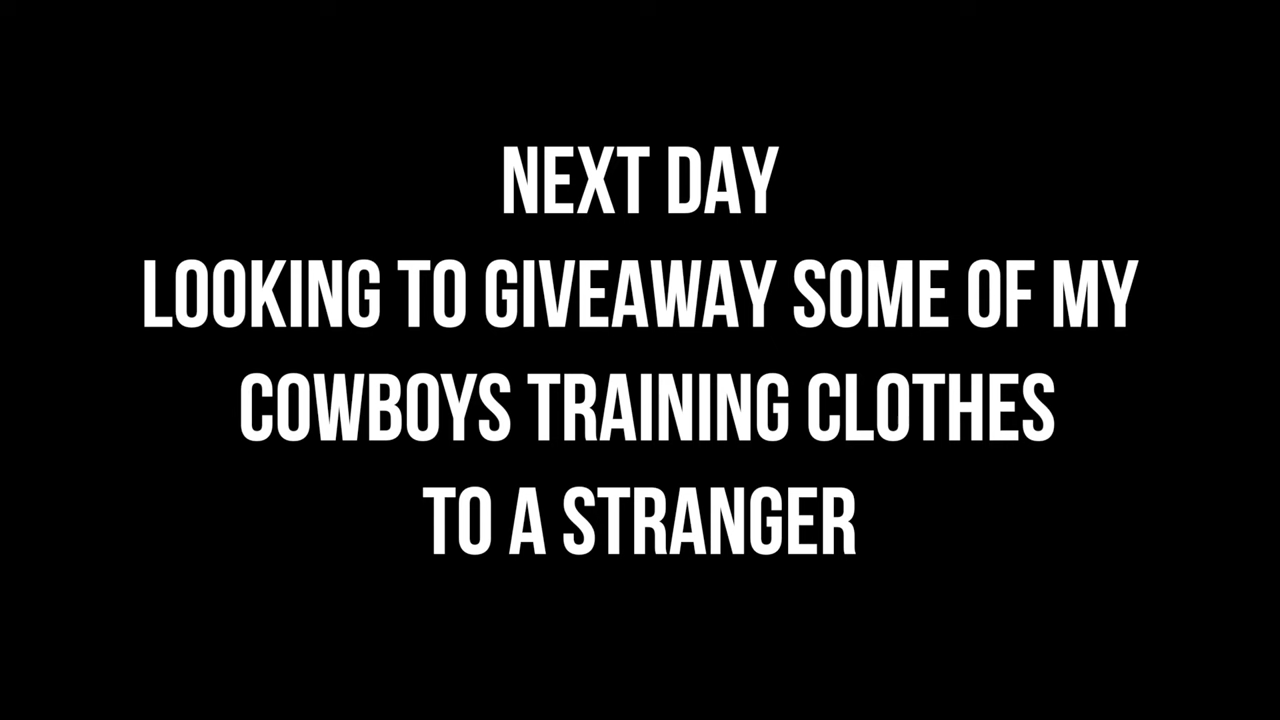 NEXT DAY
LOOKING TO GIVEAWAY SOME OF MY
COWBOYS TRAINING CLOTHES
TO A STRANGER